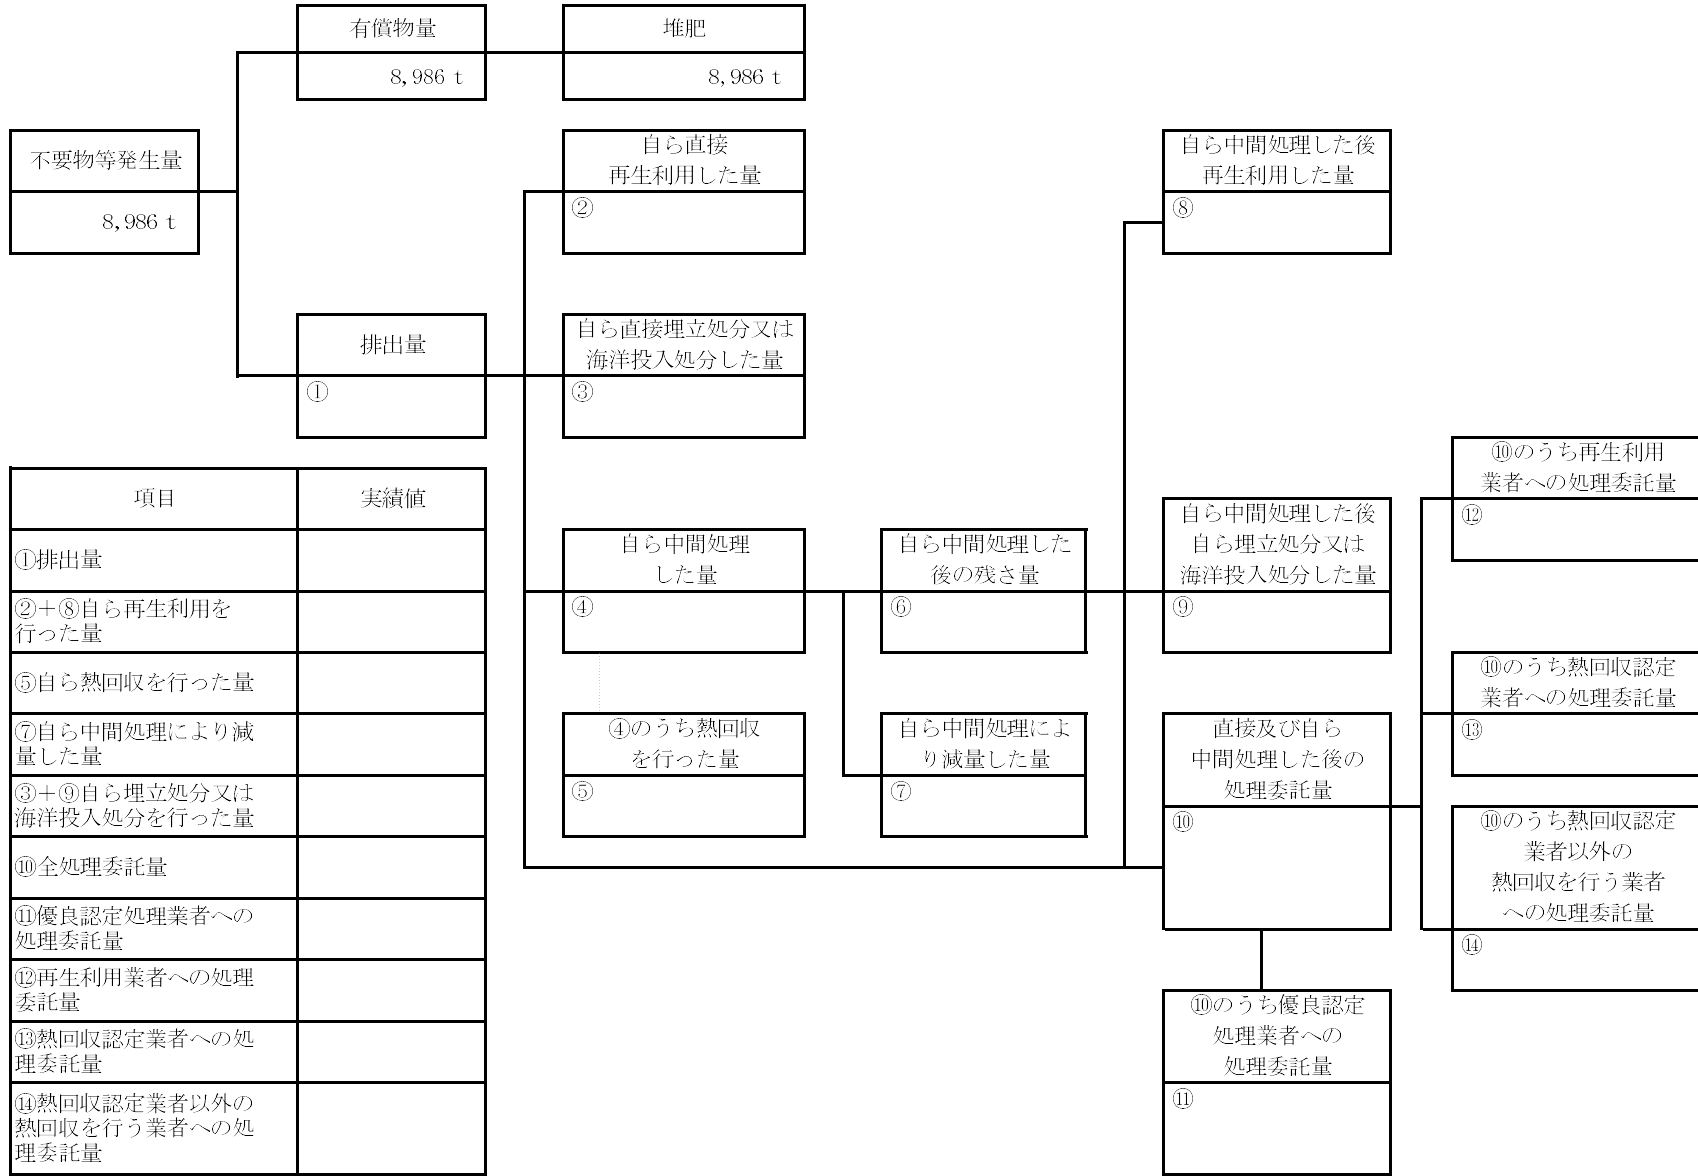 有償物量
8,986 t
堆肥
8,986 t
不要物等発生量
8,986 t
自ら直接
再生利用した量
②
自ら中間処理した後
再生利用した量
⑧
排出量
①
自ら直接埋立処分又は
海洋投入処分した量
③
項目
実績値
①排出量
②＋⑧自ら再生利用を
行った量
⑤自ら熱回収を行った量
⑦自ら中間処理により減
量した量
③＋⑨自ら埋立処分又は
海洋投入処分を行った量
⑩全処理委託量
⑪優良認定処理業者への
処理委託量
⑫再生利用業者への処理
委託量
⑬熱回収認定業者への処
理委託量
⑭熱回収認定業者以外の
熱回収を行う業者への処
理委託量
自ら中間処理
した量
④
④のうち熱回収
を行った量
⑤
自ら中間処理した
後の残さ量
⑥
自ら中間処理によ
り減量した量
⑦
自ら中間処理した後
自ら埋立処分又は
海洋投入処分した量
⑨
直接及び自ら
中間処理した後の
処理委託量
⑩
⑩のうち優良認定
処理業者への
処理委託量
⑪
⑩のうち再生利用
業者への処理委託量
⑫
⑩のうち熱回収認定
業者への処理委託量
⑬
⑩のうち熱回収認定
業者以外の
熱回収を行う業者
への処理委託量
⑭